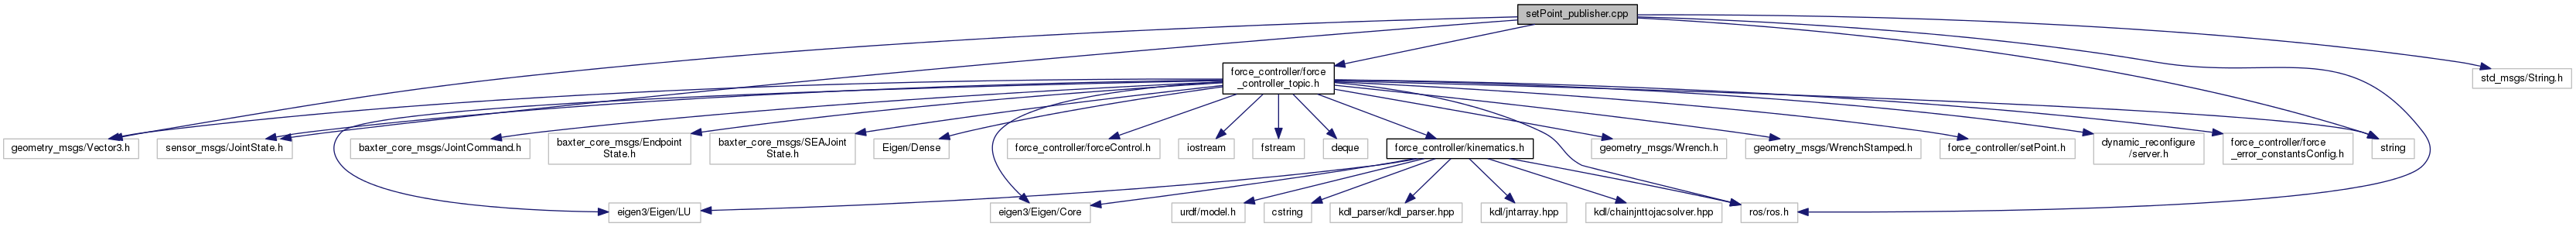 setPoint_publisher.cpp
force_controller/force
_controller_topic.h
std_msgs/String.h
geometry_msgs/Vector3.h
sensor_msgs/JointState.h
baxter_core_msgs/JointCommand.h
baxter_core_msgs/Endpoint
State.h
baxter_core_msgs/SEAJoint
State.h
Eigen/Dense
force_controller/forceControl.h
iostream
fstream
deque
force_controller/kinematics.h
geometry_msgs/Wrench.h
geometry_msgs/WrenchStamped.h
force_controller/setPoint.h
dynamic_reconfigure
/server.h
force_controller/force
_error_constantsConfig.h
string
eigen3/Eigen/LU
eigen3/Eigen/Core
urdf/model.h
cstring
kdl_parser/kdl_parser.hpp
kdl/jntarray.hpp
kdl/chainjnttojacsolver.hpp
ros/ros.h